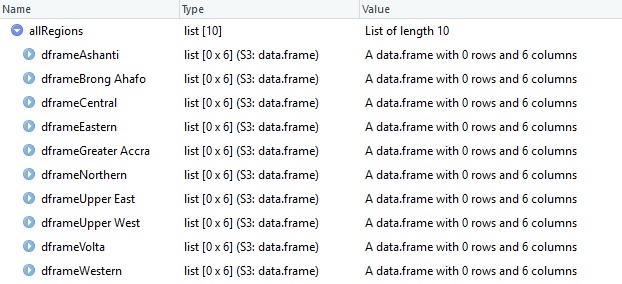 Name Type Value
allRegions list [10] List of length 10
dframeAshanti list [0 x 6] (S3: data.frame) A data.frame with 0 rows and 6 columns
dframeBrong Ahafo list [0 x 6] (S3: data.frame) A data.frame with 0 rows and 6 columns
dframeCentral list [0 x 6] (S3: data.frame) A data.frame with 0 rows and 6 columns
dframeEastern list [0 x 6] (S3: data.frame) A data.frame with 0 rows and 6 columns
dframeGreater Accra list [0 x 6] (S3: data.frame) A data.frame with 0 rows and 6 columns
dframeNorthern list [0 x 6] (S3: data.frame) A data.frame with 0 rows and 6 columns
dframeUpper East list [0 x 6] (S3: data.frame) A data.frame with 0 rows and 6 columns
dframeUpper West list [0 x 6] (S3: data.frame) A data.frame with 0 rows and 6 columns
dframeVolta list [0 x 6] (S3: data.frame) A data.frame with 0 rows and 6 columns
dframeWestern list [0 x 6] (S3: data.frame) A data.frame with 0 rows and 6 columns